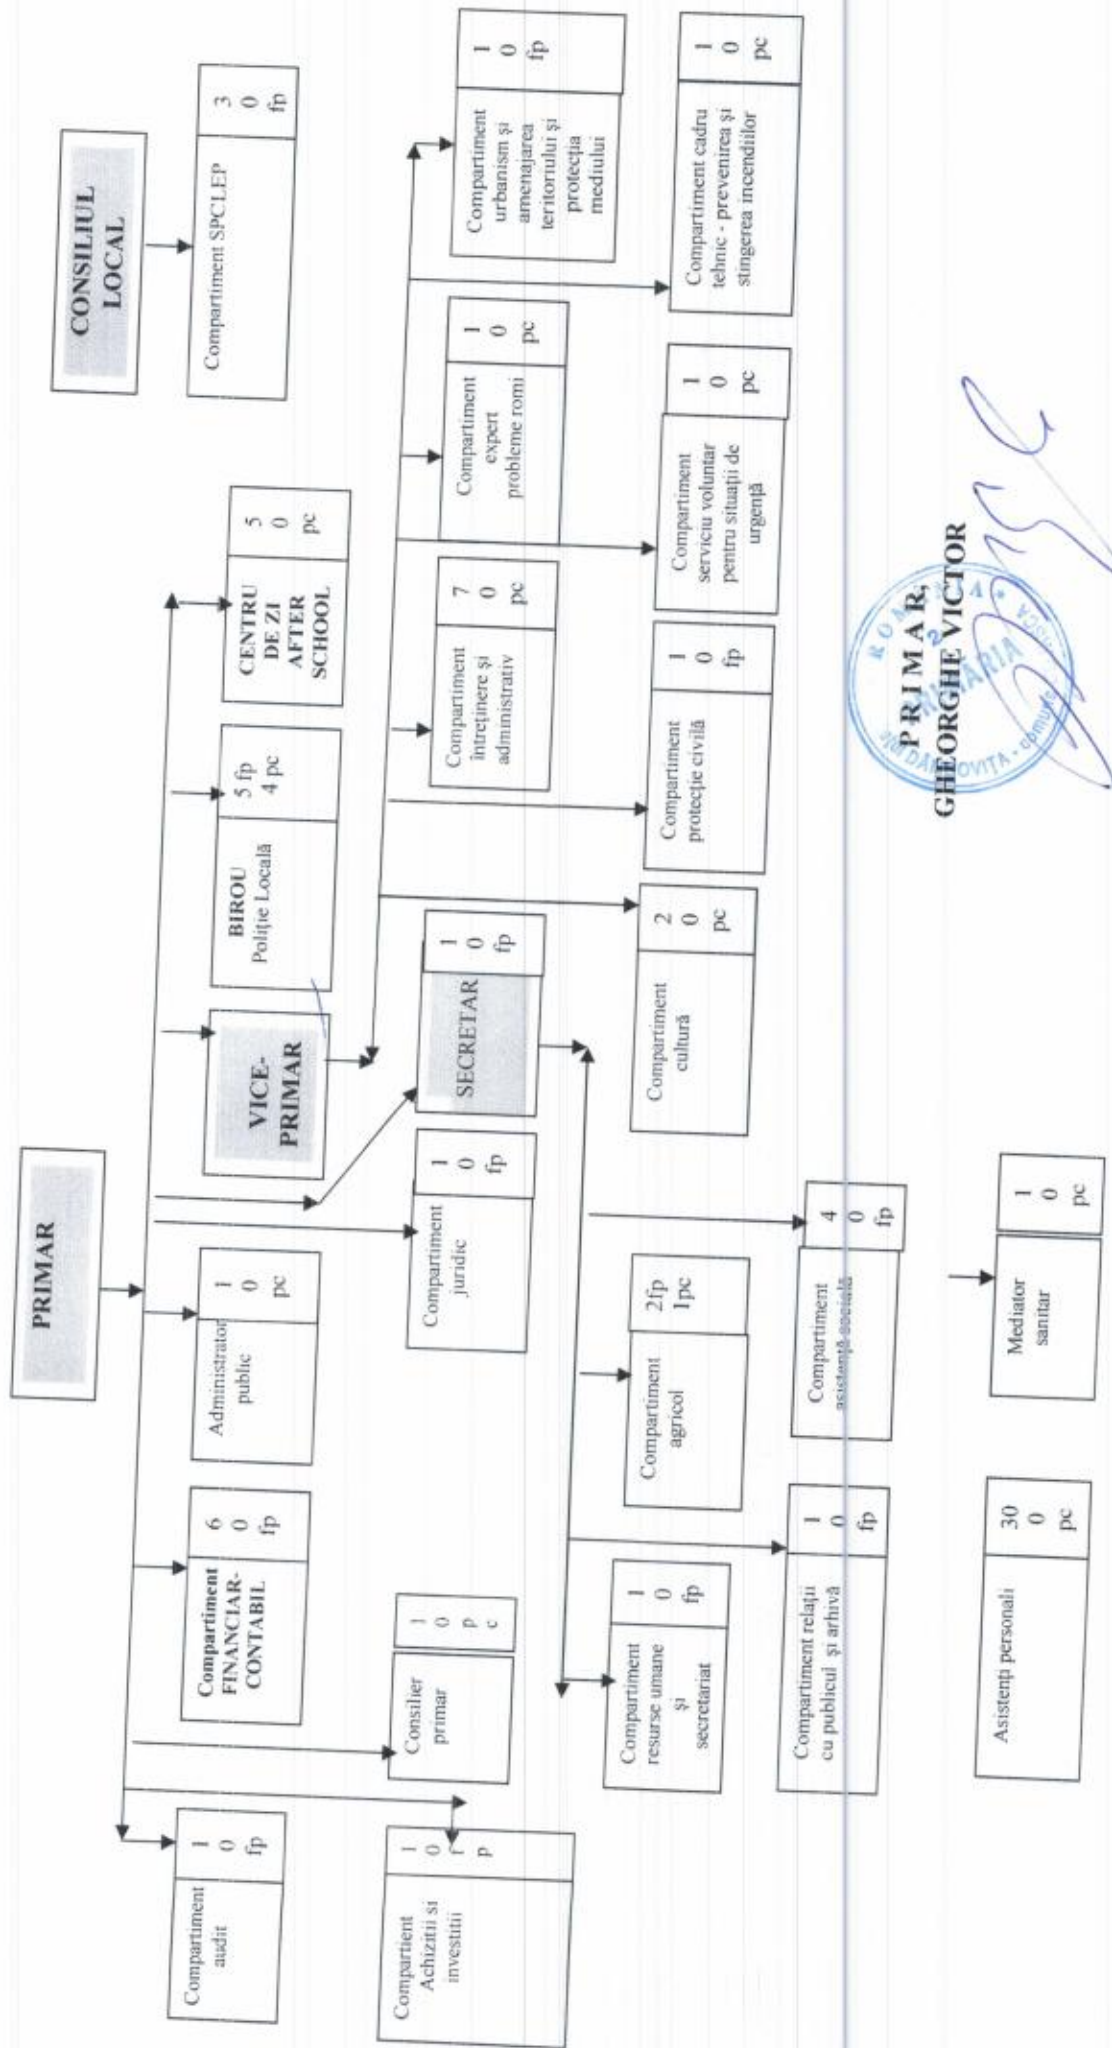 PRIMAR
CONSILIUL
LOCAL
Compartiment
audit
1
0
fp
Compartiment
FINANCIAR-
CONTABIL
6
0
fp
Administrator
public
1
0
pc
VICE-
PRIMAR
BIROU
Poliție Locală
5 fp
4 pc
CENTRU
DE ZI
AFTER
SCHOOL
5
0
pc
Compartiment SPCLEP
3
0
fp
Compartient
Achizitii si
investitii
1
0
f
p
Consilier
primar
1
0
p
c
Compartiment
juridic
1
0
fp
SECRETAR
1
0
fp
Compartiment
întreținere și
administrativ
7
0
pc
Compartiment
expert
probleme romi
1
0
pc
Compartiment
urbanism și
amenajarea
teritoriului și
protecția
mediului
1
0
fp
Compartiment
resurse umane
și
secretariat
1
0
fp
Compartiment
agricol
2fp
1pc
Compartiment
cultură
2
0
pc
Compartiment
protecție civilă
1
0
fp
Compartiment
serviciu voluntar
pentru situații de
urgență
1
0
pc
Compartiment cadru
tehnic - prevenirea și
stingerea incendiilor
1
0
pc
Compartiment relații
cu publicul și arhivă
1
0
fp
Compartiment
asistență socială
4
0
fp
Asistenți personali
30
0
pc
Mediator
sanitar
1
0
pc
PRIMAR,
GHEORGHE VICTOR